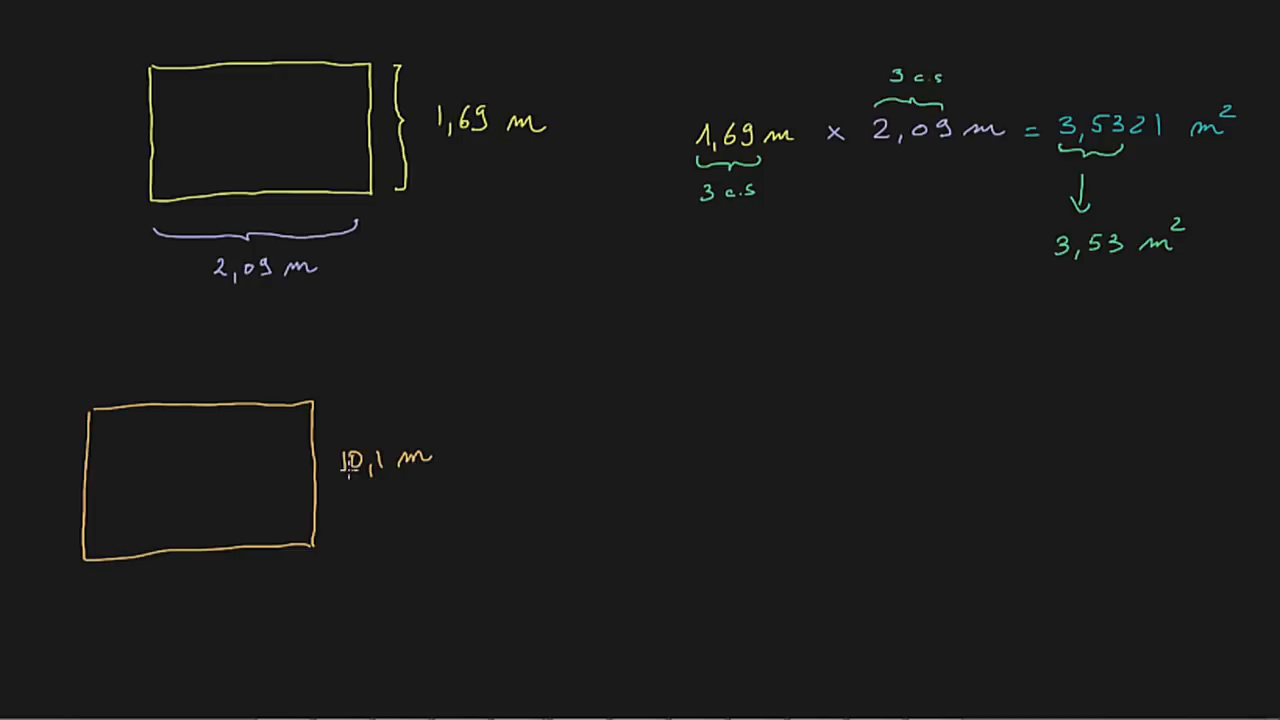 3 c.s
1,69 m
1,69 m × 2,09 m = 3,5321 m²
3 c.s
3,53 m²
2,09 m
10,1 m